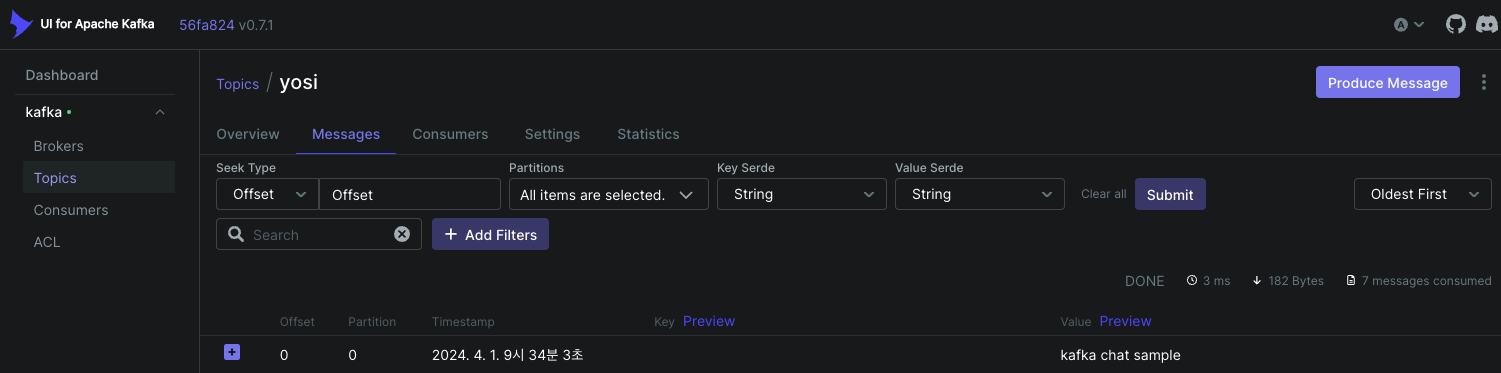 UI for Apache Kafka 56fa824 v0.7.1 A
Dashboard
kafka
Brokers
Topics
Consumers
ACL
Topics / yosi
Produce Message
Overview Messages Consumers Settings Statistics
Seek Type Partitions Key Serde Value Serde
Offset Offset All items are selected. String String Clear all Submit Oldest First
Search Add Filters
DONE 3 ms 182 Bytes 7 messages consumed
Offset Partition Timestamp Key Preview Value Preview
0 0 2024. 4. 1. 9시 34분 3초 kafka chat sample